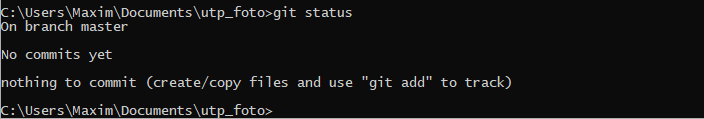 C:\Users\Maxim\Documents\utp_foto>git status
On branch master
No commits yet
nothing to commit (create/copy files and use "git add" to track)
C:\Users\Maxim\Documents\utp_foto>